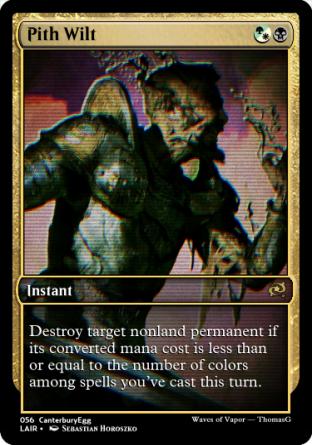 Pith Wilt
Instant
Destroy target nonland permanent if
its converted mana cost is less than
or equal to the number of colors
among spells you've cast this turn.
056 CanterburyEgg
Waves of Vapor — ThomasG
LAIR • Sebastian Horoszko